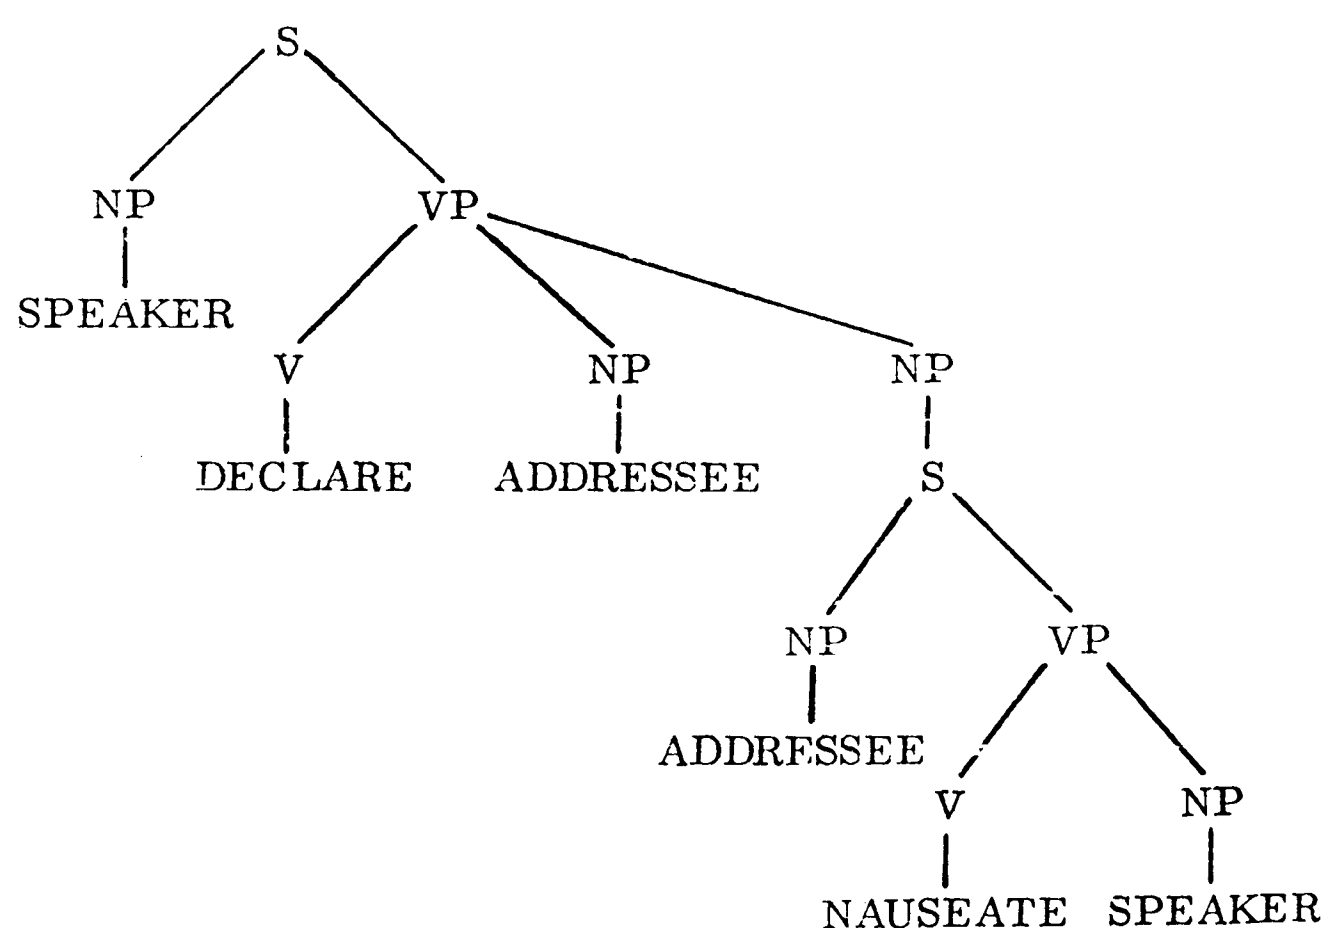 S
NP VP
SPEAKER
V NP NP
DECLARE ADDRESSEE S
NP VP
ADDRESSEE
V NP
NAUSEATE SPEAKER